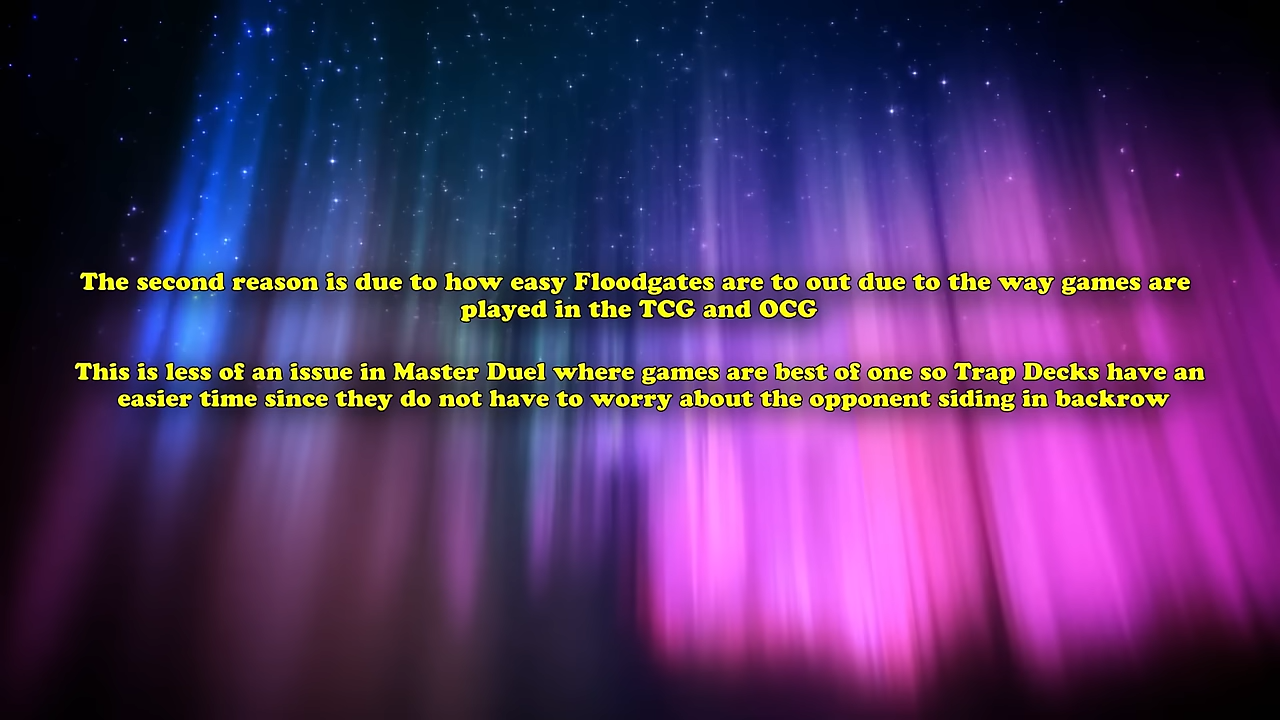 The second reason is due to how easy Floodgates are to out due to the way games are
played in the TCG and OCG
This is less of an issue in Master Duel where games are best of one so Trap Decks have an
easier time since they do not have to worry about the opponent siding in backrow